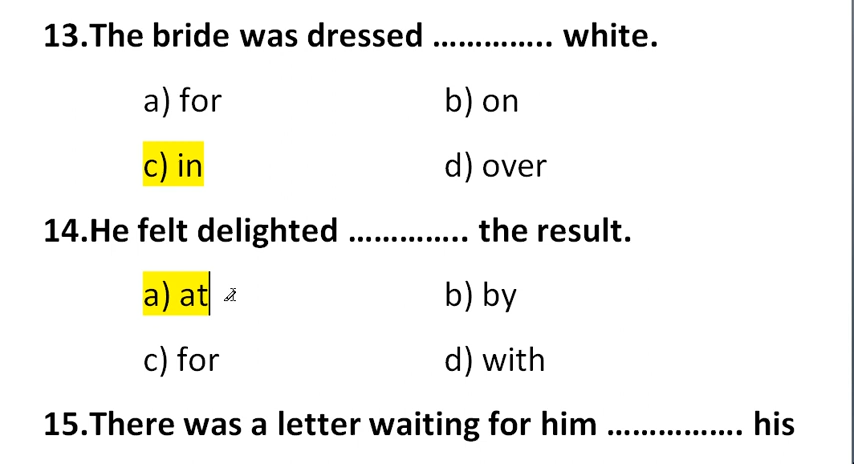 13.The bride was dressed ………….. white.
a) for b) on
c) in d) over
14.He felt delighted ………….. the result.
a) at b) by
c) for d) with
15.There was a letter waiting for him ……………. his